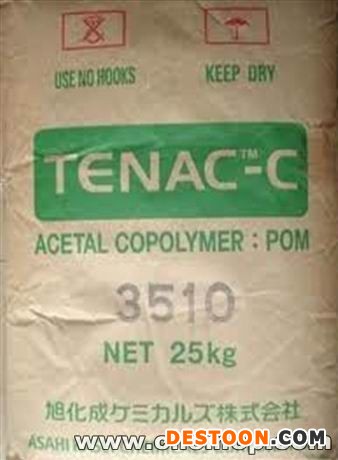 USE NO HOOKS
KEEP DRY
TENAC™-C
ACETAL COPOLYMER : POM
3510
NET 25kg
旭化成ケミカルズ株式会社
ASAHI
DESTOON.COM